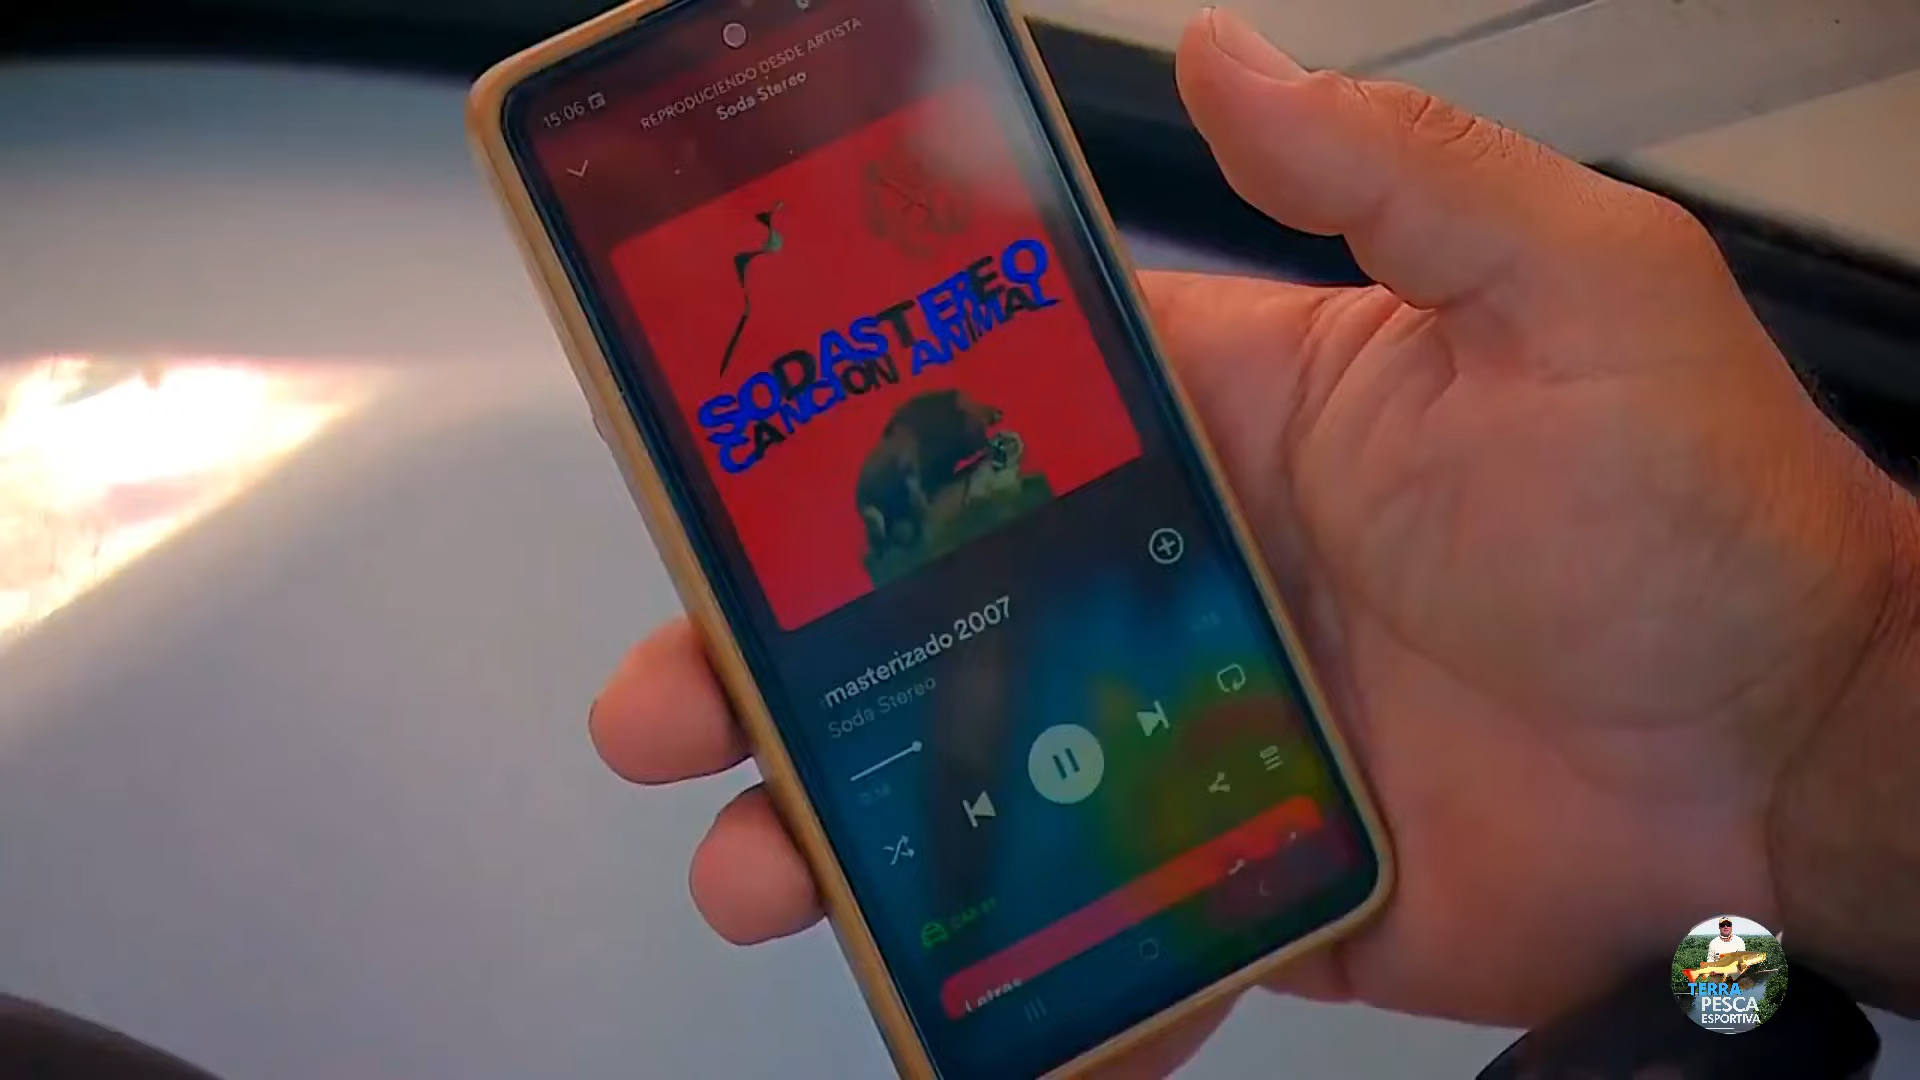 15:06
REPRODUCIENDO DESDE ARTISTA
Soda Stereo
SODA STEREO
CANCION ANIMAL
masterizado 2007
Soda Stereo
Letras
TERRA
PESCA
ESPORTIVA